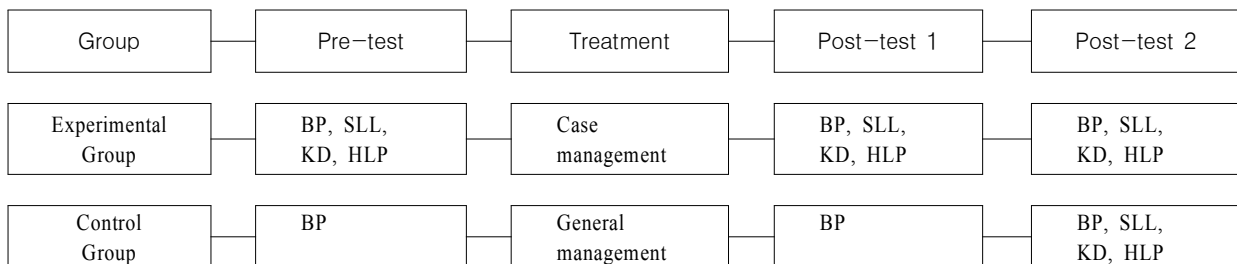 Group Pre-test Treatment Post-test 1 Post-test 2
Experimental Group
BP, SLL,
KD, HLP
Case
management
BP, SLL,
KD, HLP
BP, SLL,
KD, HLP
Control
Group
BP
General
management
BP
BP, SLL,
KD, HLP